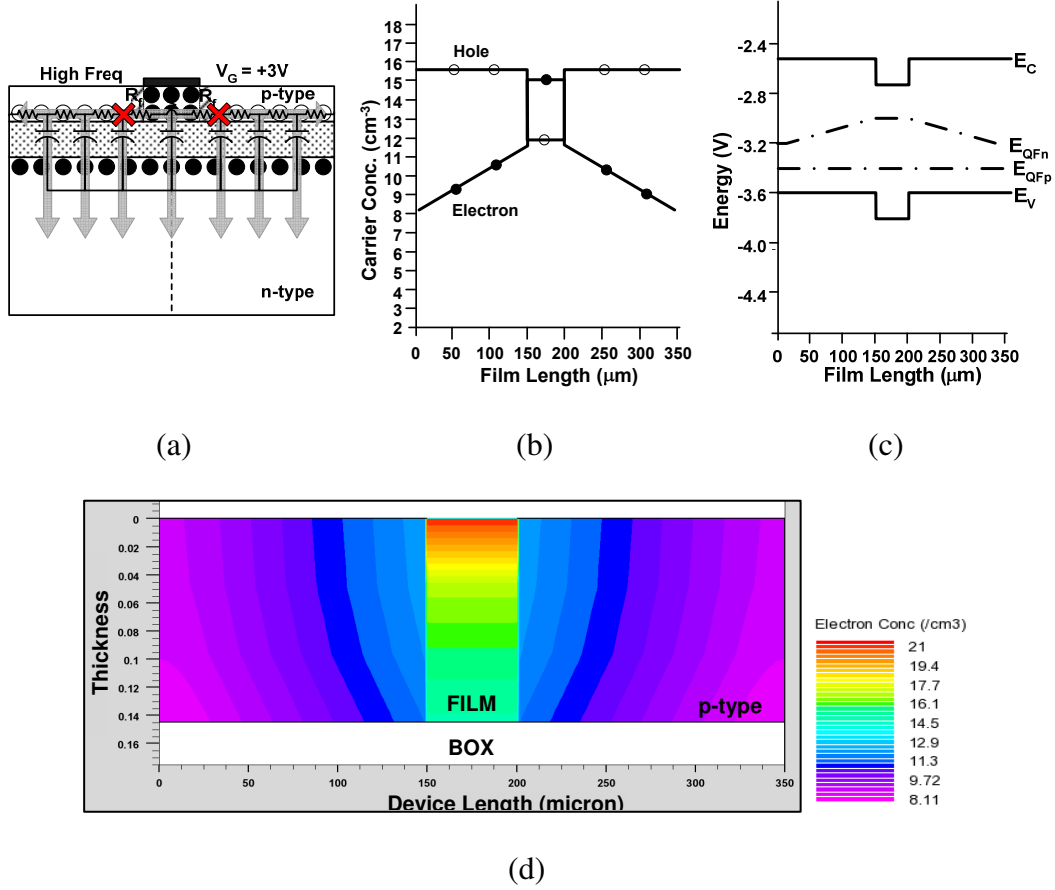 High Freq
V_G = +3V
R_f
R_f
p-type
n-type
(a)
18
17
16
15
14
13
12
11
10
9
8
7
6
5
4
3
2
Carrier Conc. (cm⁻³)
Hole
Electron
0 50 100 150 200 250 300 350
Film Length (μm)
(b)
-2.4
-2.8
-3.2
-3.6
-4.0
-4.4
Energy (V)
E_C
E_QFn
E_QFp
E_V
0 50 100 150 200 250 300 350
Film Length (μm)
(c)
0
0.02
0.04
0.06
0.08
0.1
0.12
0.14
0.16
Thickness
FILM
p-type
BOX
0 50 100 150 200 250 300 350
Device Length (micron)
Electron Conc (/cm3)
21
19.4
17.7
16.1
14.5
12.9
11.3
9.72
8.11
(d)